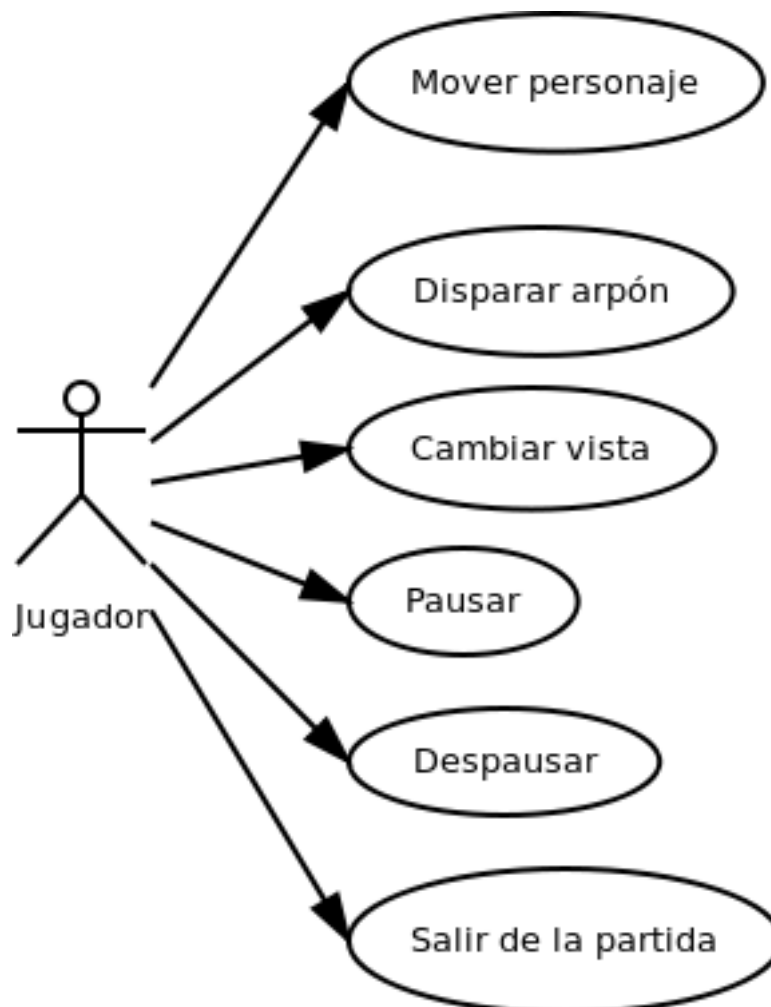 Mover personaje
Disparar arpón
Cambiar vista
Pausar
Jugador
Despausar
Salir de la partida